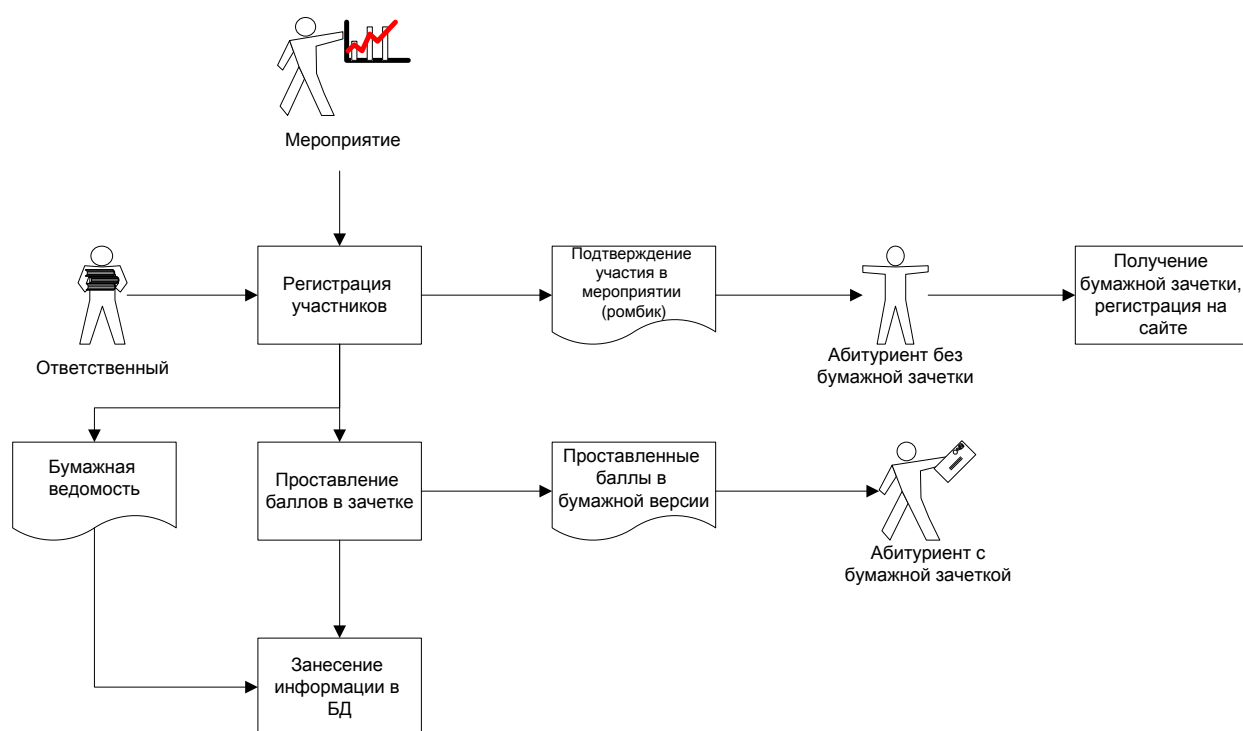 Мероприятие
Ответственный
Регистрация
участников
Подтверждение
участия в
мероприятии
(ромбик)
Абитуриент без
бумажной зачетки
Получение
бумажной зачетки,
регистрация на
сайте
Бумажная
ведомость
Проставление
баллов в зачетке
Проставленные
баллы в
бумажной версии
Абитуриент с
бумажной зачеткой
Занесение
информации в
БД